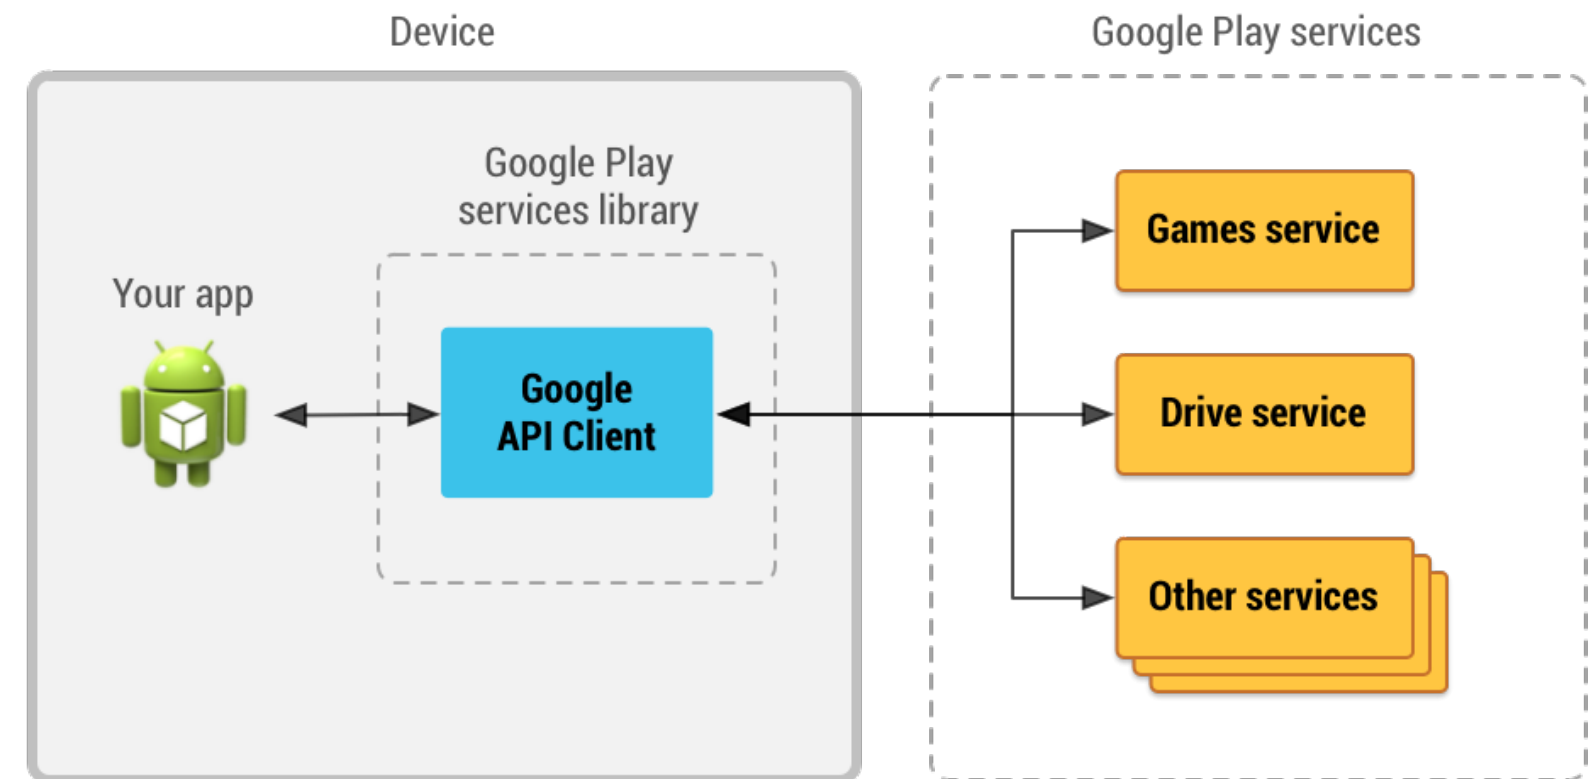 Device
Google Play services
Google Play
services library
Your app
Google
API Client
Games service
Drive service
Other services